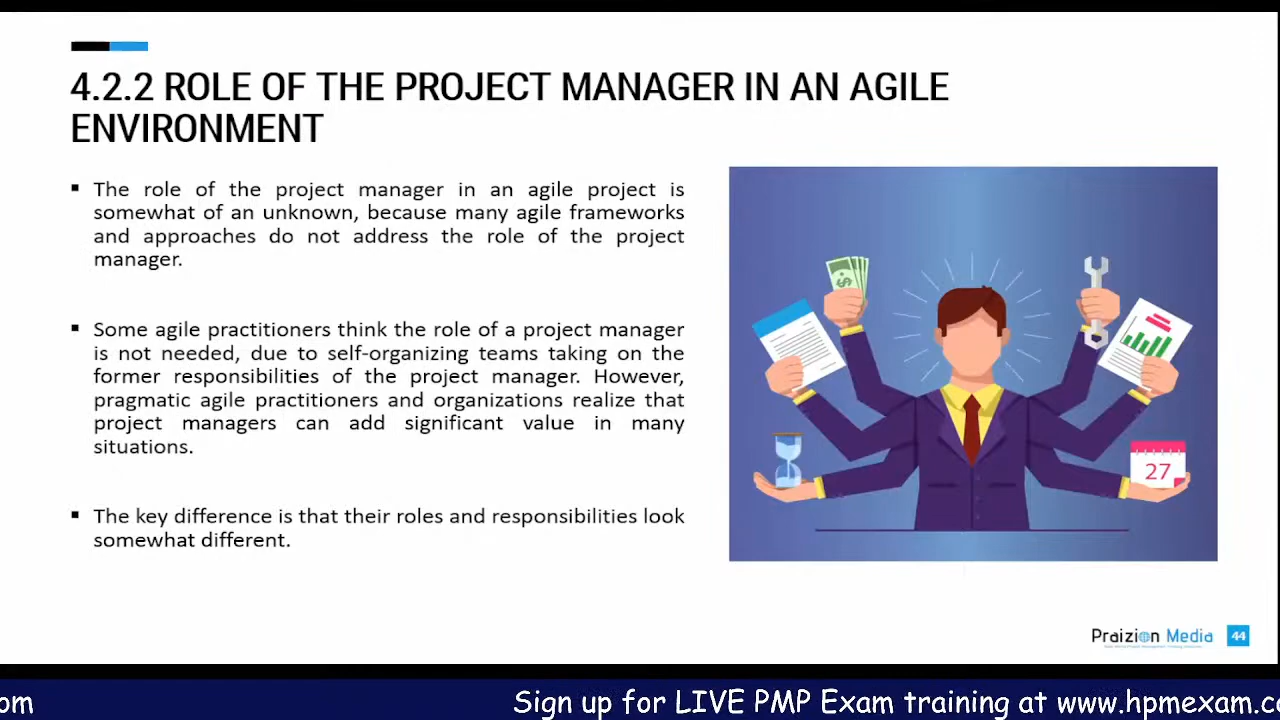 4.2.2 ROLE OF THE PROJECT MANAGER IN AN AGILE
ENVIRONMENT
▪ The role of the project manager in an agile project is
somewhat of an unknown, because many agile frameworks
and approaches do not address the role of the project
manager.
▪ Some agile practitioners think the role of a project manager
is not needed, due to self-organizing teams taking on the
former responsibilities of the project manager. However,
pragmatic agile practitioners and organizations realize that
project managers can add significant value in many
situations.
▪ The key difference is that their roles and responsibilities look
somewhat different.
$
27
Praizion Media 44
om Sign up for LIVE PMP Exam training at www.hpmexam.co